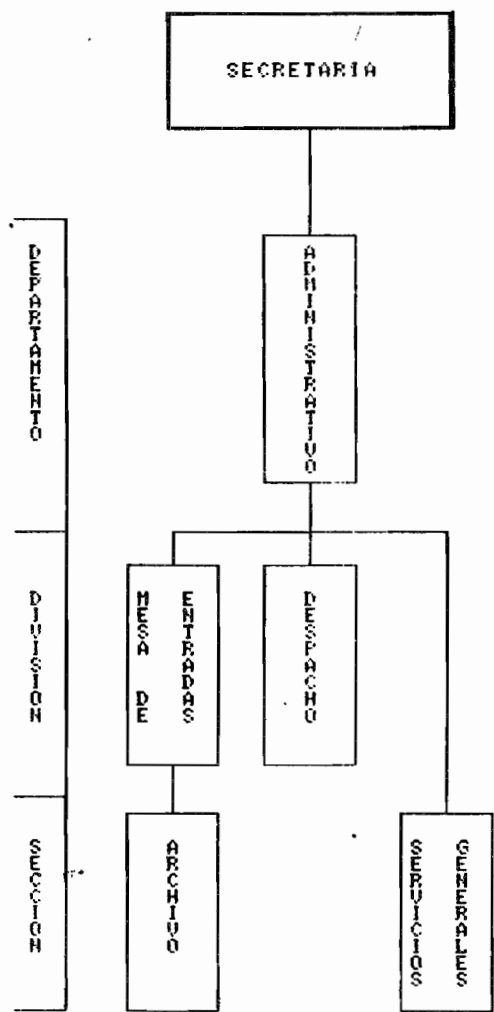 SECRETARIA
DEPARTAMENTO
ADMINISTRATIVO
DIVISION
MESA DE
ENTRADAS
DESPACHO
SECCION
ARCHIVO
SERVICIOS
GENERALES